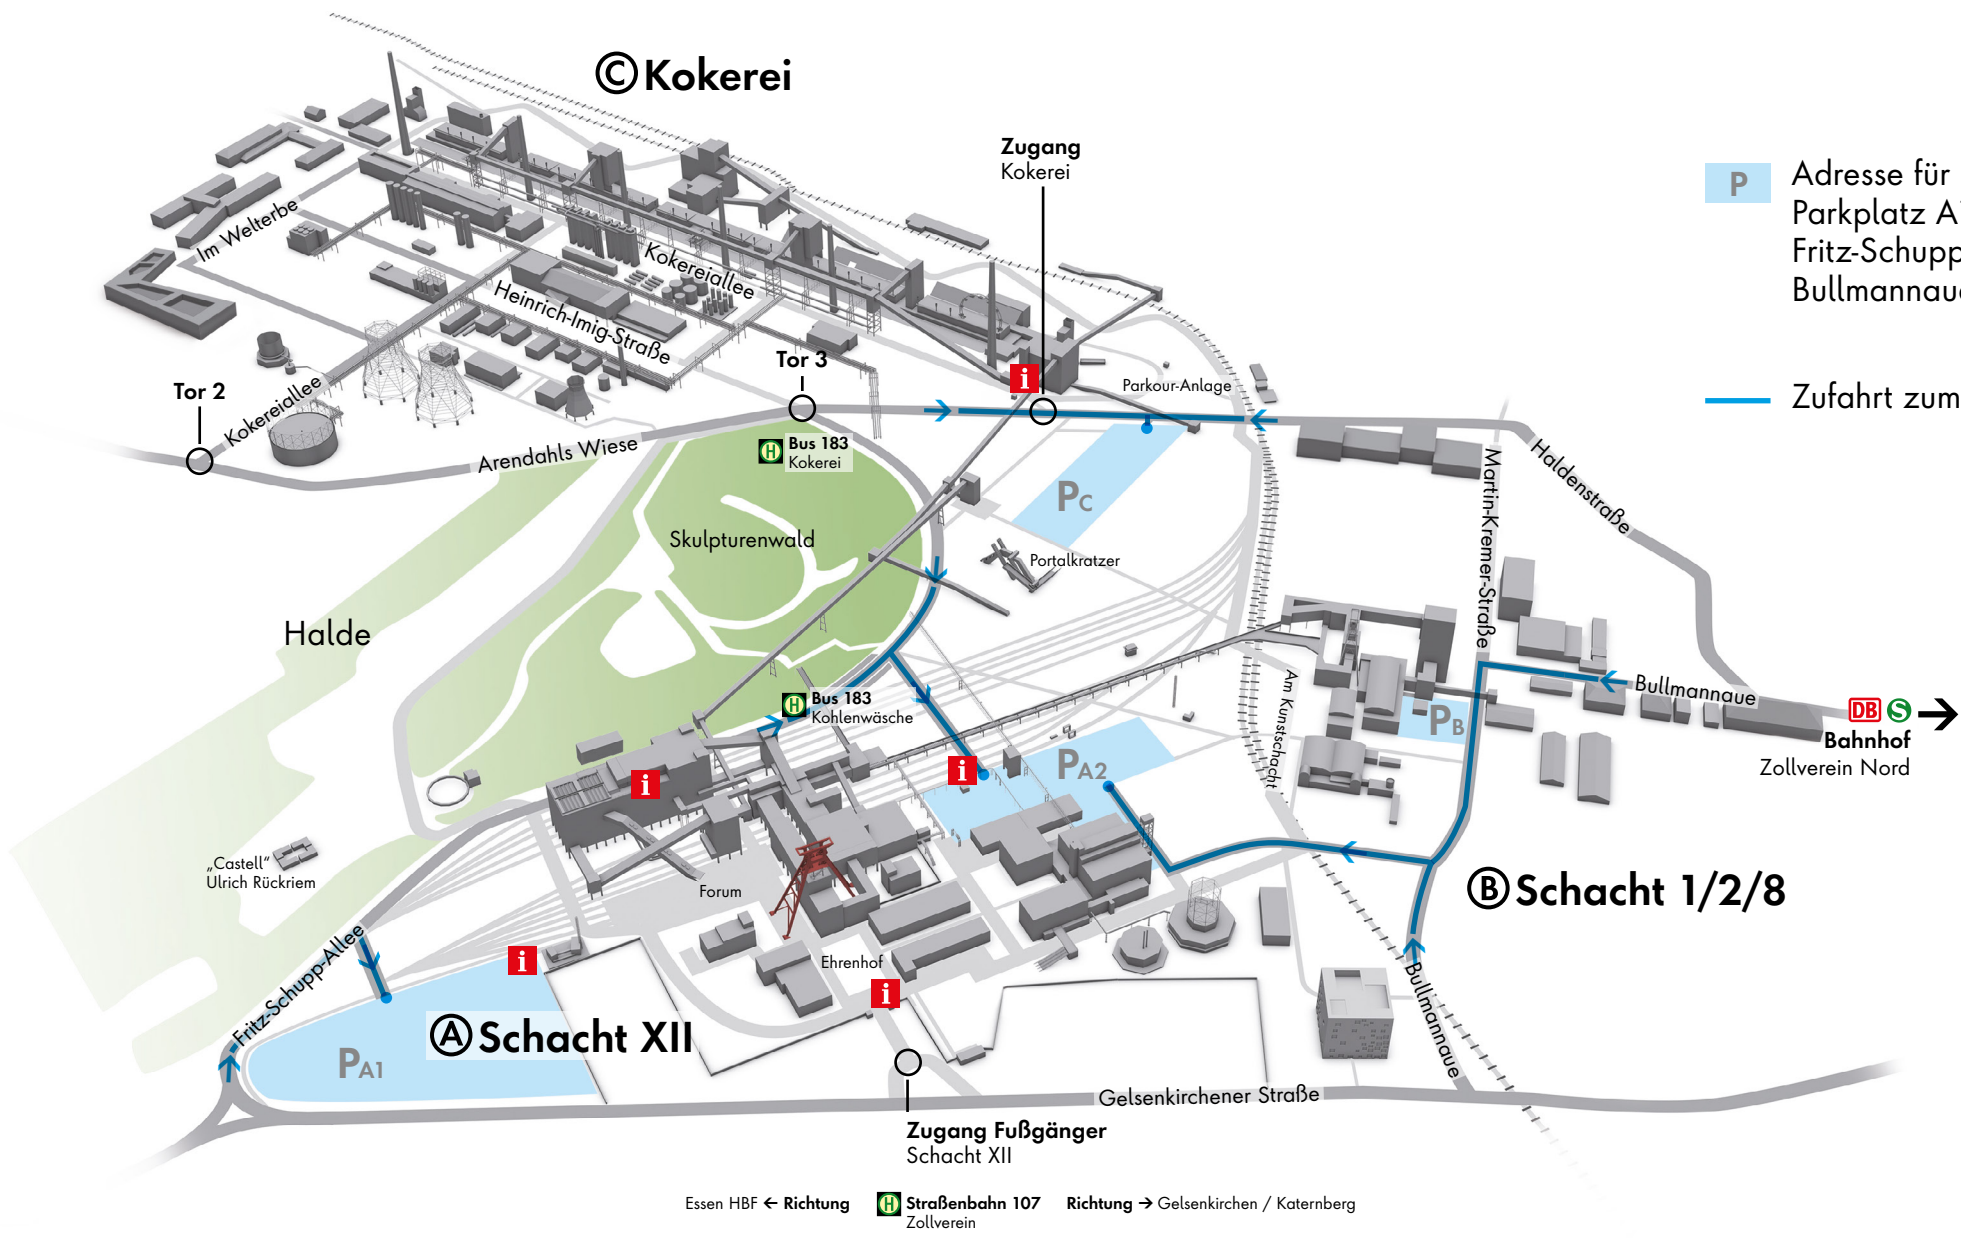 C Kokerei
Zugang
Kokerei
P
Adresse für
Parkplatz A
Fritz-Schupp
Bullmannaue
Zufahrt zum
Im Welterbe
Kokereiallee
Heinrich-Imig-Straße
Tor 3
Tor 2
Kokereiallee
i
Parkour-Anlage
Arendahls Wiese
H Bus 183
Kokerei
Haldenstraße
Martin-Kremer-Straße
PC
Skulpturenwald
Portalkratzer
Halde
Am Kunstschacht
Bullmannaue
H Bus 183
Kohlenwäsche
PB
DB S
Bahnhof
Zollverein Nord
i
i
PA2
„Castell“
Ulrich Rückriem
Forum
B Schacht 1/2/8
Fritz-Schupp-Allee
i
Ehrenhof
i
A Schacht XII
PA1
Bullmannaue
Gelsenkirchener Straße
Zugang Fußgänger
Schacht XII
Essen HBF ← Richtung
H Straßenbahn 107
Zollverein
Richtung → Gelsenkirchen / Katernberg